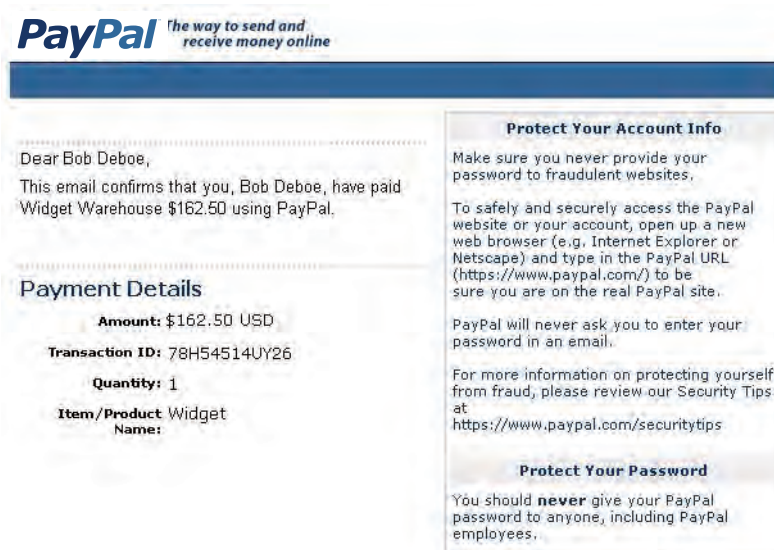 PayPal
The way to send and
receive money online
Dear Bob Deboe,
This email confirms that you, Bob Deboe, have paid
Widget Warehouse $162.50 using PayPal.
Payment Details
Amount: $162.50 USD
Transaction ID: 78H54514UY26
Quantity: 1
Item/Product Widget
Name:
Protect Your Account Info
Make sure you never provide your
password to fraudulent websites.
To safely and securely access the PayPal
website or your account, open up a new
web browser (e.g. Internet Explorer or
Netscape) and type in the PayPal URL
(https://www.paypal.com/) to be
sure you are on the real PayPal site.
PayPal will never ask you to enter your
password in an email.
For more information on protecting yourself
from fraud, please review our Security Tips
at
https://www.paypal.com/securitytips
Protect Your Password
You should never give your PayPal
password to anyone, including PayPal
employees.